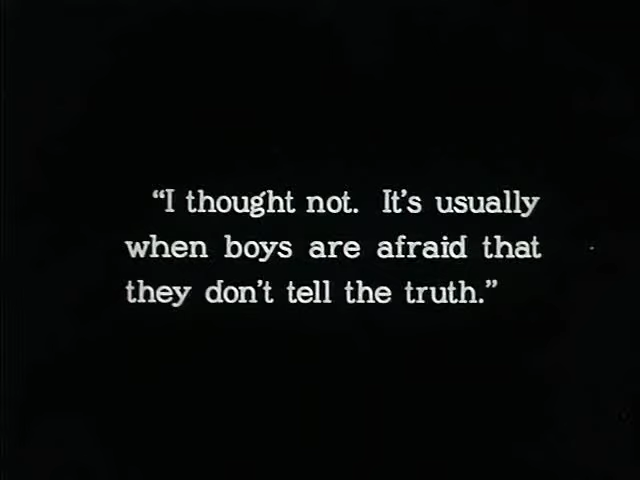 “I thought not. It’s usually
when boys are afraid that
they don’t tell the truth.”